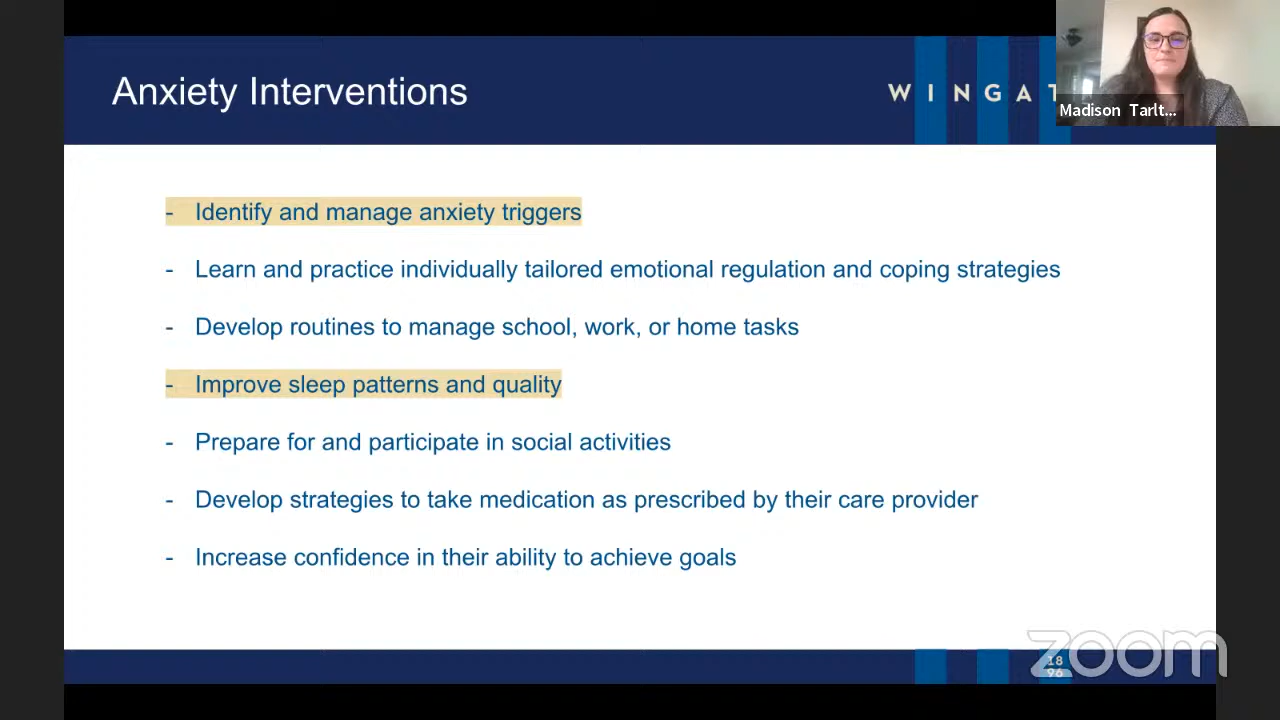 Anxiety Interventions
WINGAT
Madison Tarlt...
- Identify and manage anxiety triggers
- Learn and practice individually tailored emotional regulation and coping strategies
- Develop routines to manage school, work, or home tasks
- Improve sleep patterns and quality
- Prepare for and participate in social activities
- Develop strategies to take medication as prescribed by their care provider
- Increase confidence in their ability to achieve goals
zoom
18
96